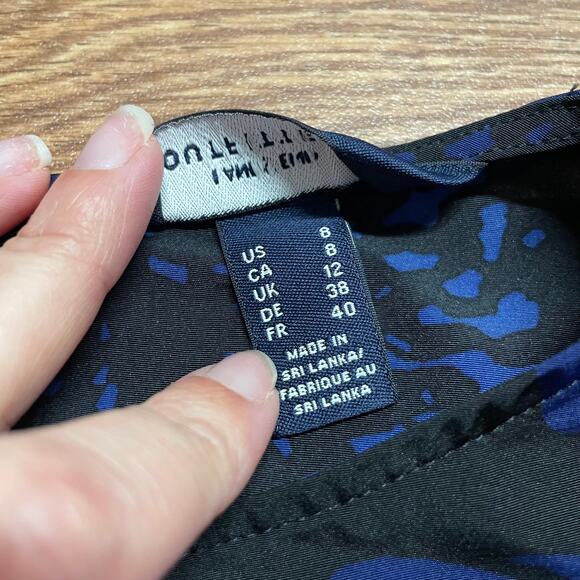 US 8
CA 8
UK 12
DE 38
FR 40
MADE IN
SRI LANKA/
FABRIQUE AU
SRI LANKA